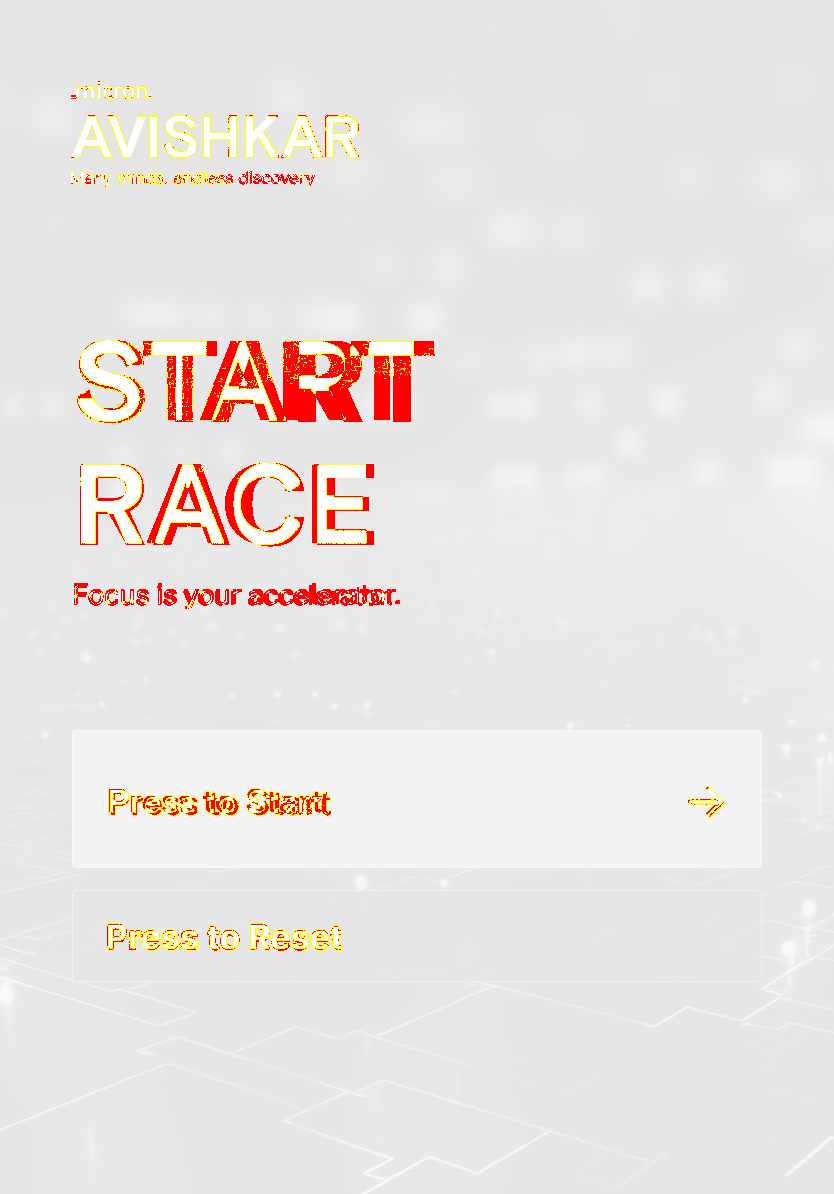 micron.
AVISHKAR
Many minds, endless discovery
START
RACE
Focus is your accelerator.
Press to Start
Press to Reset